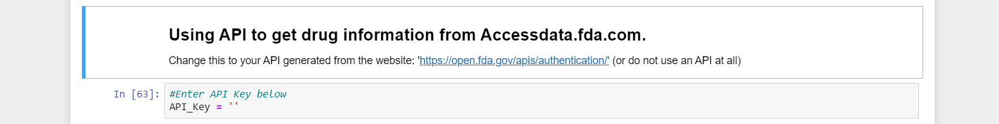 Using API to get drug information from Accessdata.fda.com.
Change this to your API generated from the website: 'https://open.fda.gov/apis/authentication/' (or do not use an API at all)
In [63]: #Enter API Key below
API_Key = ''